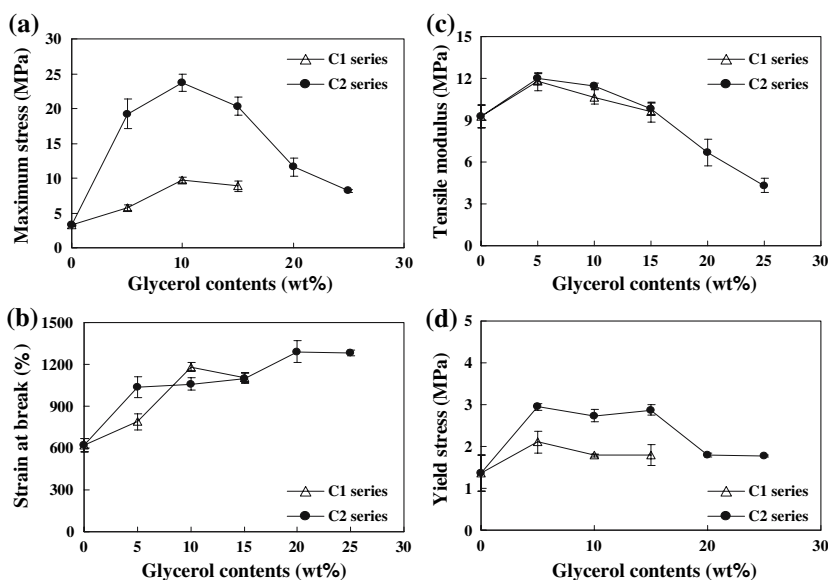 (a)
Maximum stress (MPa)
30
25
20
15
10
5
0
0 10 20 30
Glycerol contents (wt%)
C1 series
C2 series
(c)
Tensile modulus (MPa)
15
12
9
6
3
0
0 5 10 15 20 25 30
Glycerol contents (wt%)
C1 series
C2 series
(b)
Strain at break (%)
1500
1200
900
600
300
0
0 5 10 15 20 25 30
Glycerol contents (wt%)
C1 series
C2 series
(d)
Yield stress (MPa)
5
4
3
2
1
0
0 5 10 15 20 25 30
Glycerol contents (wt%)
C1 series
C2 series